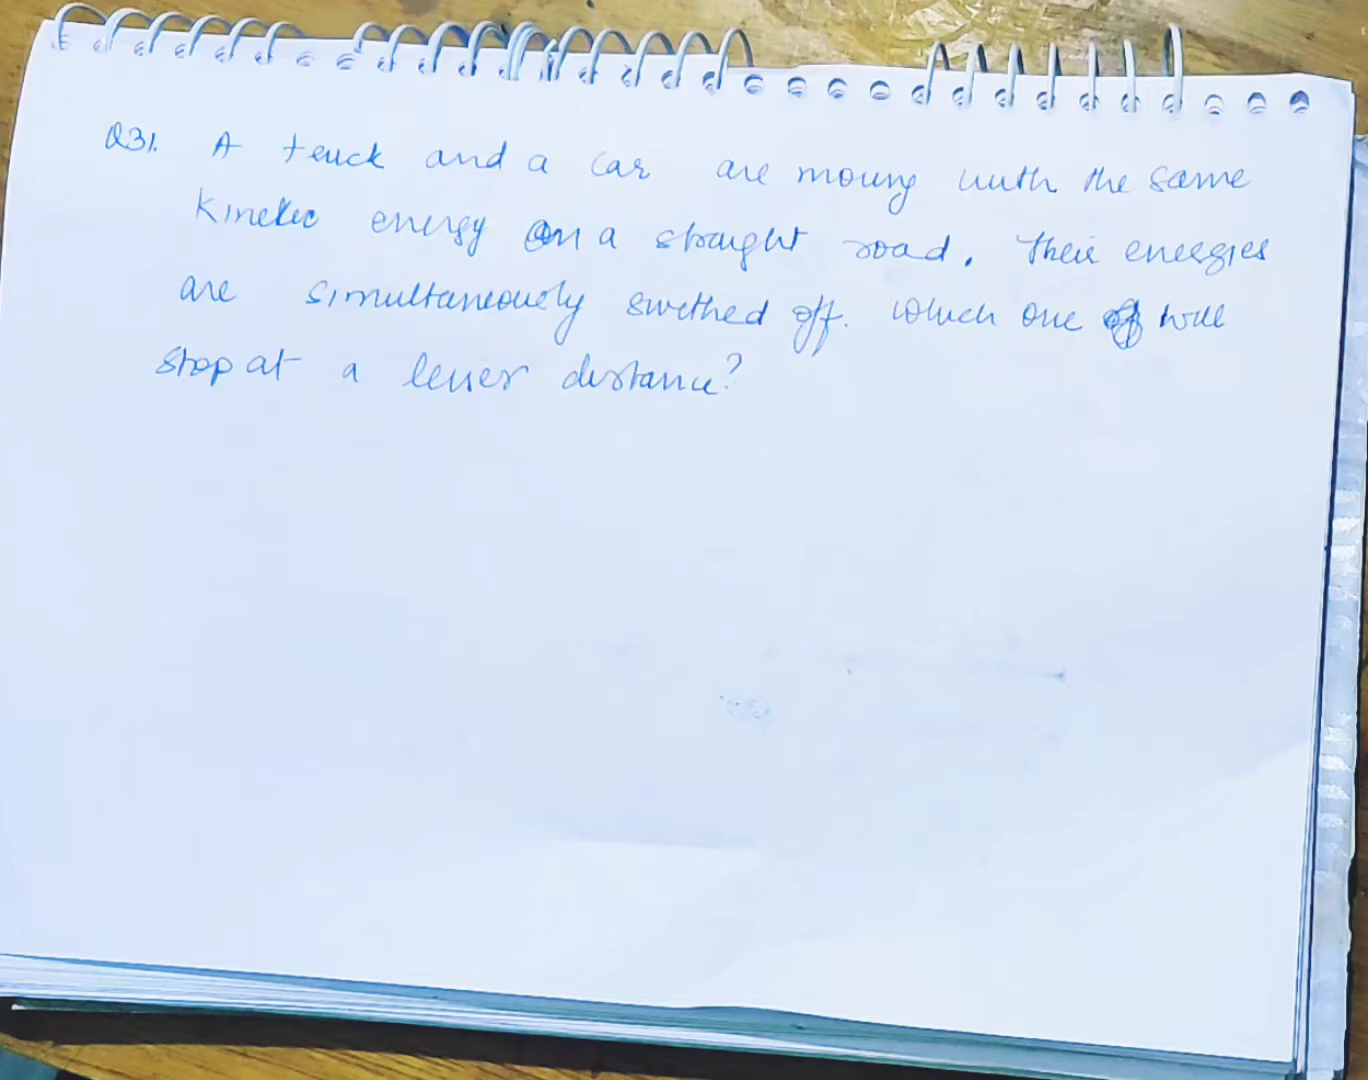 Q31. A truck and a car are moving with the same
kinetic energy on a straight road. Their energies
are simultaneously swithed off. which one will
stop at a lesser distance?